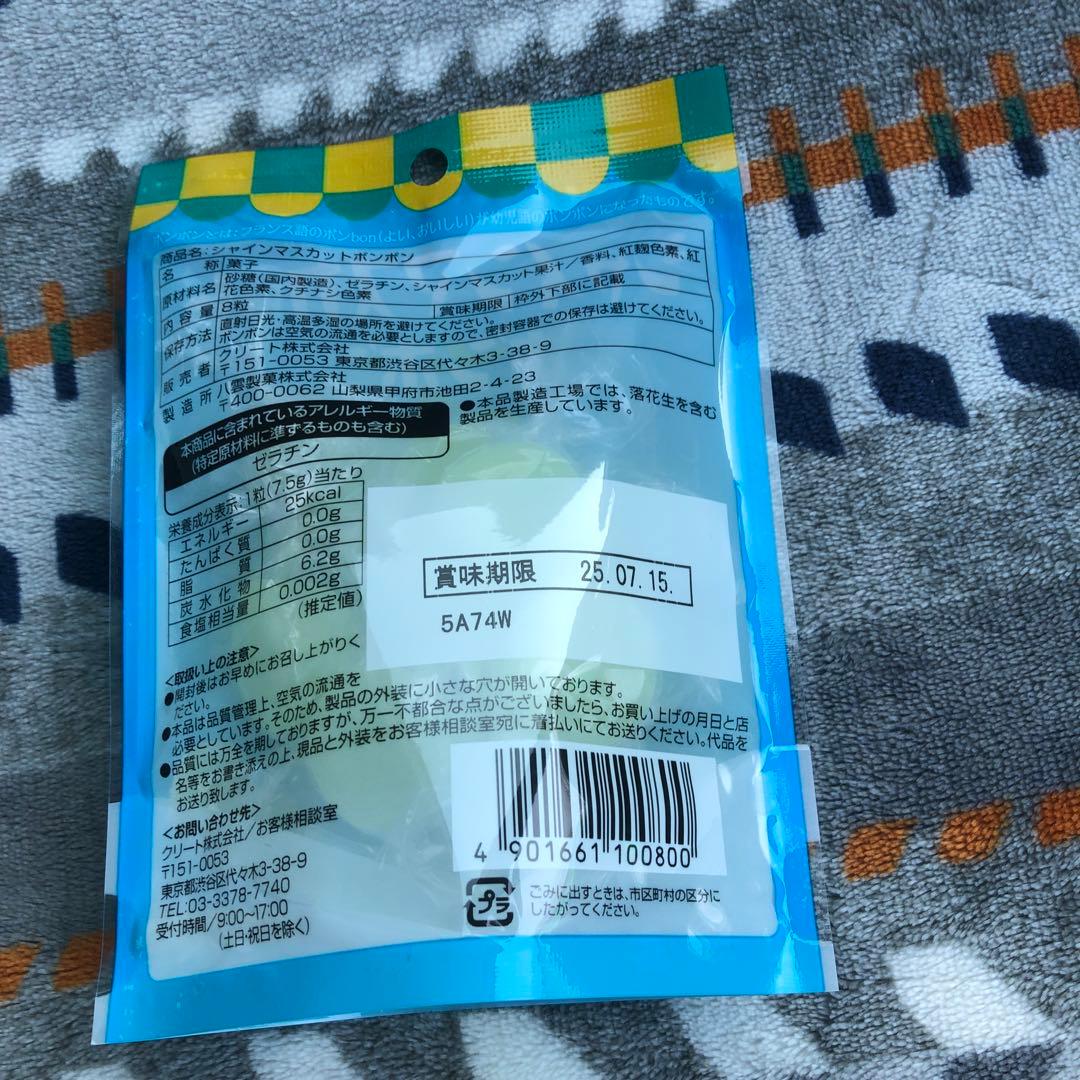 ボンボンとは:フランス語のボンbon(よい、おいしい)が幼児語のボンボンになったものです。
商品名:シャインマスカットボンボン
名称 菓子
原材料名 砂糖(国内製造)、ゼラチン、シャインマスカット果汁/香料、紅麹色素、紅
花色素、クチナシ色素
内容量 8粒 賞味期限 枠外下部に記載
保存方法 直射日光・高温多湿の場所を避けてください。
ボンボンは空気の流通を必要としますので、密封容器での保存は避けてください。
販売者 クリート株式会社
〒151-0053 東京都渋谷区代々木3-38-9
製造所 八雲製菓株式会社
〒400-0062 山梨県甲府市池田2-4-23
本商品に含まれているアレルギー物質
(特定原材料に準ずるものも含む)
ゼラチン
●本品製造工場では、落花生を含む
製品を生産しています。
栄養成分表示:1粒(7.5g)当たり
エネルギー 25kcal
たんぱく質 0.0g
脂質 0.0g
炭水化物 6.2g
食塩相当量 0.002g
(推定値)
賞味期限 25.07.15.
5A74W
<取扱い上の注意>
●開封後はお早めにお召し上がりく
ださい。
●本品は品質管理上、空気の流通を
必要としています。そのため、製品の外装に小さな穴が開いております。
●品質には万全を期しておりますが、万一不都合な点がございましたら、お買い上げの月日と店
名等をお書き添えの上、現品と外装をお客様相談室宛に着払いにてお送りください。代品を
お送り致します。
<お問い合わせ先>
クリート株式会社/お客様相談室
〒151-0053
東京都渋谷区代々木3-38-9
TEL:03-3378-7740
受付時間/9:00~17:00
(土日・祝日を除く)
4 901661 100800
プラ
ごみに出すときは、市区町村の区分に
したがってください。